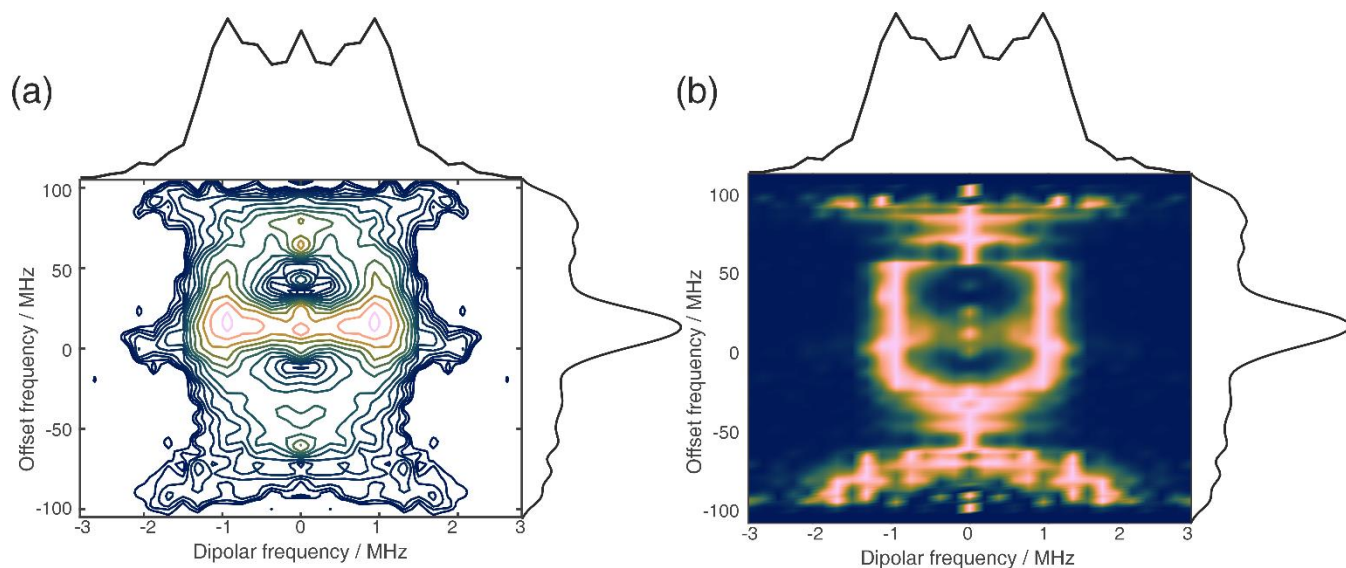 (a)
(b)
Offset frequency / MHz
100
50
0
-50
-100
-3 -2 -1 0 1 2 3
Dipolar frequency / MHz
Offset frequency / MHz
100
50
0
-50
-100
-3 -2 -1 0 1 2 3
Dipolar frequency / MHz